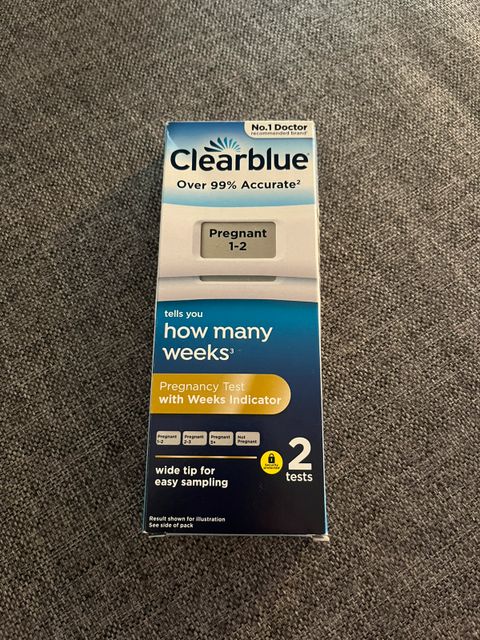 No.1 Doctor
recommended brand¹
Clearblue®
Over 99% Accurate²
Pregnant
1-2
tells you
how many
weeks³
Pregnancy Test
with Weeks Indicator
Pregnant 1-2
Pregnant 2-3
Pregnant 3+
Not Pregnant
wide tip for
easy sampling
2
tests
Result shown for illustration
See side of pack